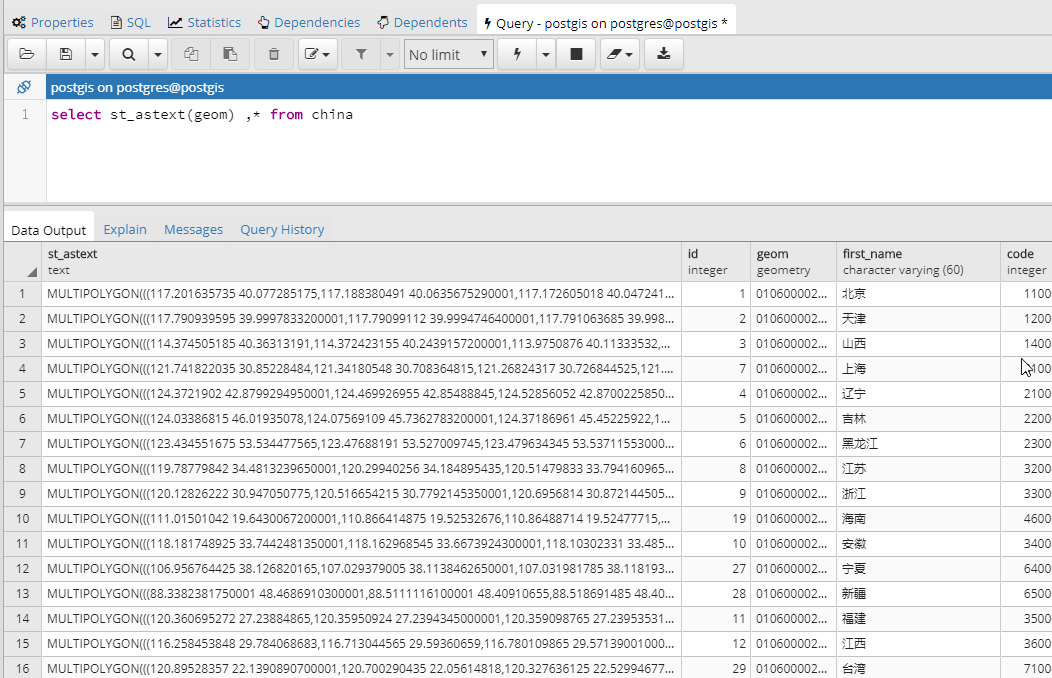 Properties SQL Statistics Dependencies Dependents Query - postgis on postgres@postgis *
No limit
postgis on postgres@postgis
1 select st_astext(geom) ,* from china
Data Output Explain Messages Query History
st_astext id geom first_name code
text integer geometry character varying (60) integer
1 MULTIPOLYGON(((117.201635735 40.077285175,117.188380491 40.0635675290001,117.172605018 40.047241... 1 010600002... 北京 1100
2 MULTIPOLYGON(((117.790939595 39.9997833200001,117.79099112 39.9994746400001,117.791063685 39.998... 2 010600002... 天津 1200
3 MULTIPOLYGON(((114.374505185 40.36313191,114.372423155 40.2439157200001,113.9750876 40.11333532,... 3 010600002... 山西 1400
4 MULTIPOLYGON(((121.741822035 30.85228484,121.34180548 30.708364815,121.26824317 30.726844525,121.... 7 010600002... 上海
5 MULTIPOLYGON(((124.3721902 42.8799294950001,124.469926955 42.85488845,124.52856052 42.8700225850... 4 010600002... 辽宁 2100
6 MULTIPOLYGON(((124.03386815 46.01935078,124.07569109 45.7362783200001,124.37186961 45.45225922,1... 5 010600002... 吉林 2200
7 MULTIPOLYGON(((123.434551675 53.534477565,123.47688191 53.527009745,123.479634345 53.53711553000... 6 010600002... 黑龙江 2300
8 MULTIPOLYGON(((119.78779842 34.4813239650001,120.29940256 34.184895435,120.51479833 33.794160965... 8 010600002... 江苏 3200
9 MULTIPOLYGON(((120.12826222 30.947050775,120.516654215 30.7792145350001,120.6956814 30.872144505... 9 010600002... 浙江 3300
10 MULTIPOLYGON(((111.01501042 19.6430067200001,110.866414875 19.52532676,110.86488714 19.52477715,... 19 010600002... 海南 4600
11 MULTIPOLYGON(((118.181748925 33.7442481350001,118.162968545 33.6673924300001,118.10302331 33.485... 10 010600002... 安徽 3400
12 MULTIPOLYGON(((106.956764425 38.126820165,107.029379005 38.1138462650001,107.031981785 38.118193... 27 010600002... 宁夏 6400
13 MULTIPOLYGON(((88.3382381750001 48.4686910300001,88.5111116100001 48.40910655,88.518691485 48.40... 28 010600002... 新疆 6500
14 MULTIPOLYGON(((120.360695272 27.23884865,120.35950924 27.2394345000001,120.359098765 27.23953531... 11 010600002... 福建 3500
15 MULTIPOLYGON(((116.258453848 29.784068683,116.713044565 29.59360659,116.780109865 29.57139001000... 12 010600002... 江西 3600
16 MULTIPOLYGON(((120.89528357 22.1390890700001,120.700290435 22.05614818,120.327636125 22.52994677... 29 010600002... 台湾 7100